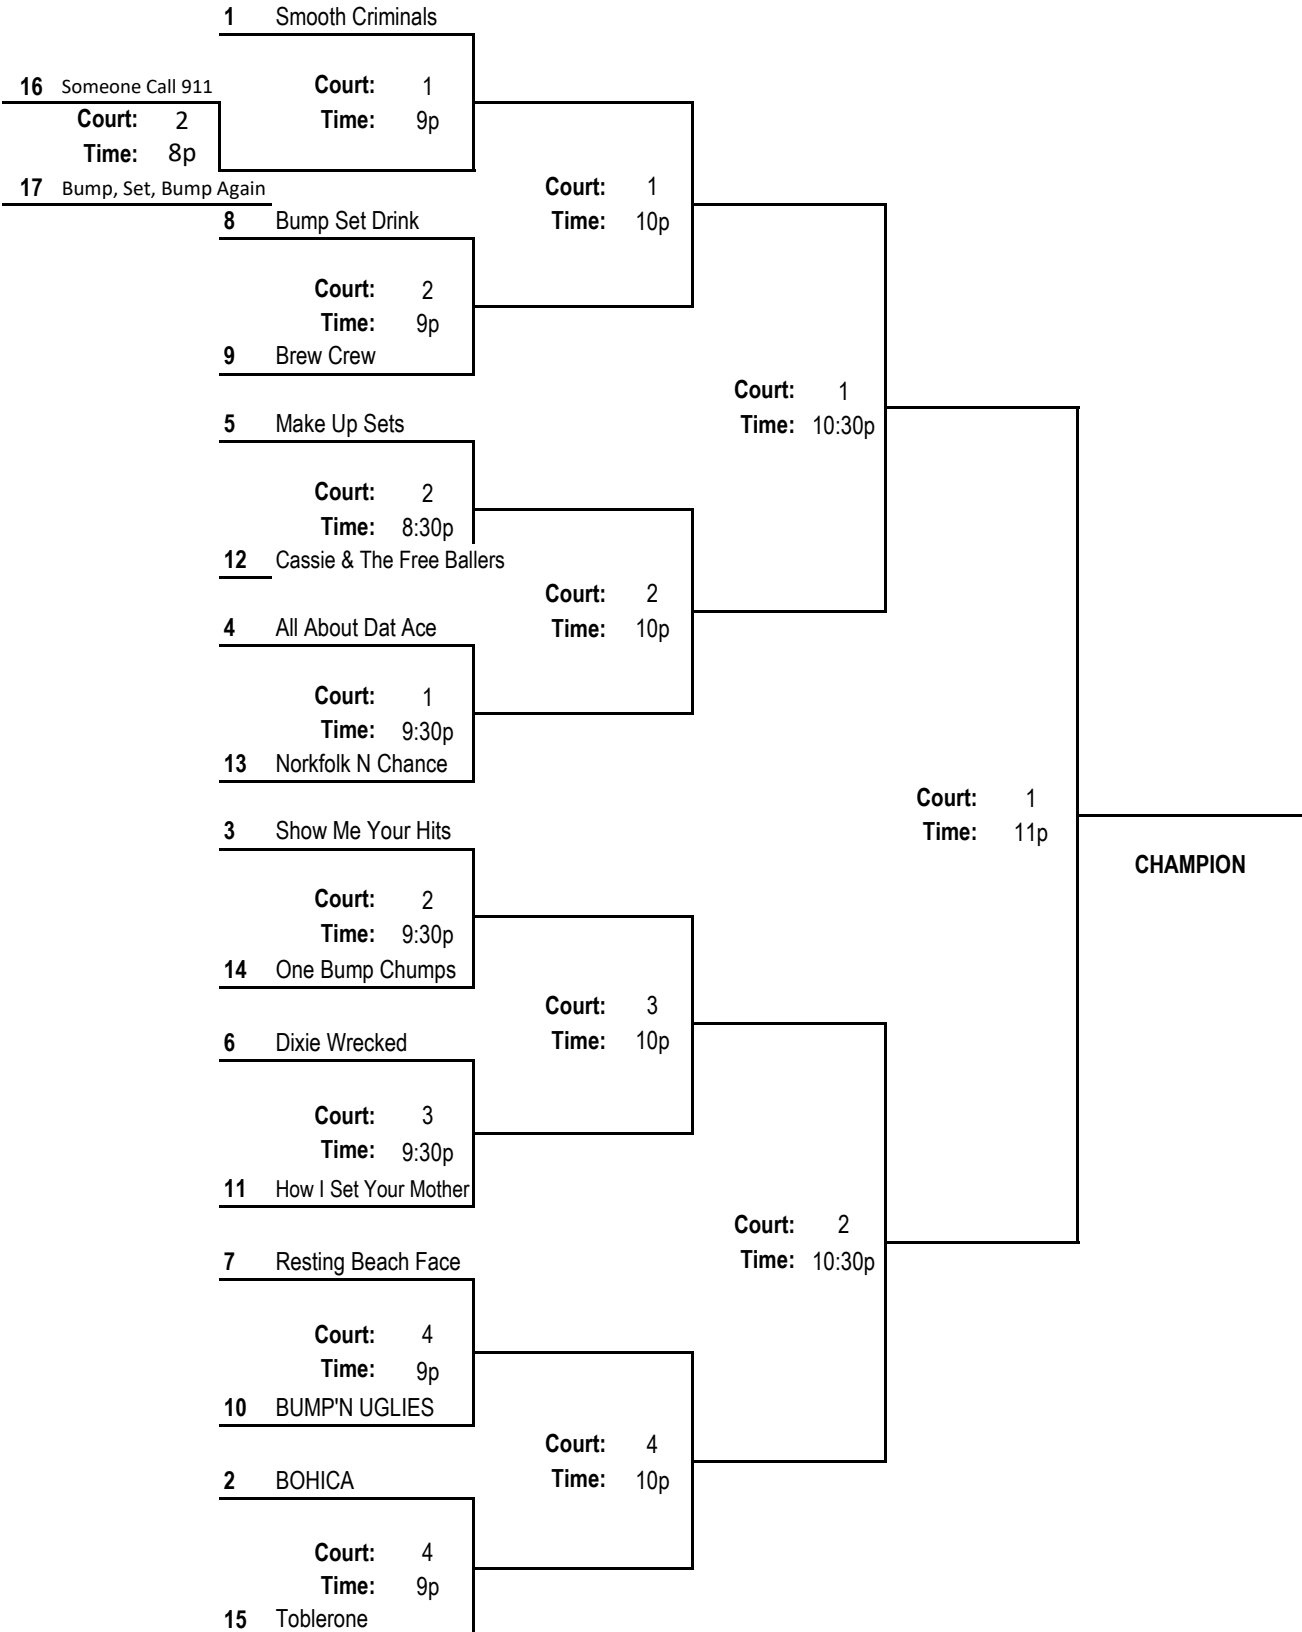 1 Smooth Criminals
16 Someone Call 911
Court: 1
Time: 9p
Court: 2
Time: 8p
17 Bump, Set, Bump Again
Court: 1
Time: 10p
8 Bump Set Drink
Court: 2
Time: 9p
9 Brew Crew
Court: 1
Time: 10:30p
5 Make Up Sets
Court: 2
Time: 8:30p
12 Cassie & The Free Ballers
Court: 2
Time: 10p
4 All About Dat Ace
Court: 1
Time: 9:30p
13 Norkfolk N Chance
Court: 1
Time: 11p
CHAMPION
3 Show Me Your Hits
Court: 2
Time: 9:30p
14 One Bump Chumps
Court: 3
Time: 10p
6 Dixie Wrecked
Court: 3
Time: 9:30p
11 How I Set Your Mother
Court: 2
Time: 10:30p
7 Resting Beach Face
Court: 4
Time: 9p
10 BUMP'N UGLIES
Court: 4
Time: 10p
2 BOHICA
Court: 4
Time: 9p
15 Toblerone